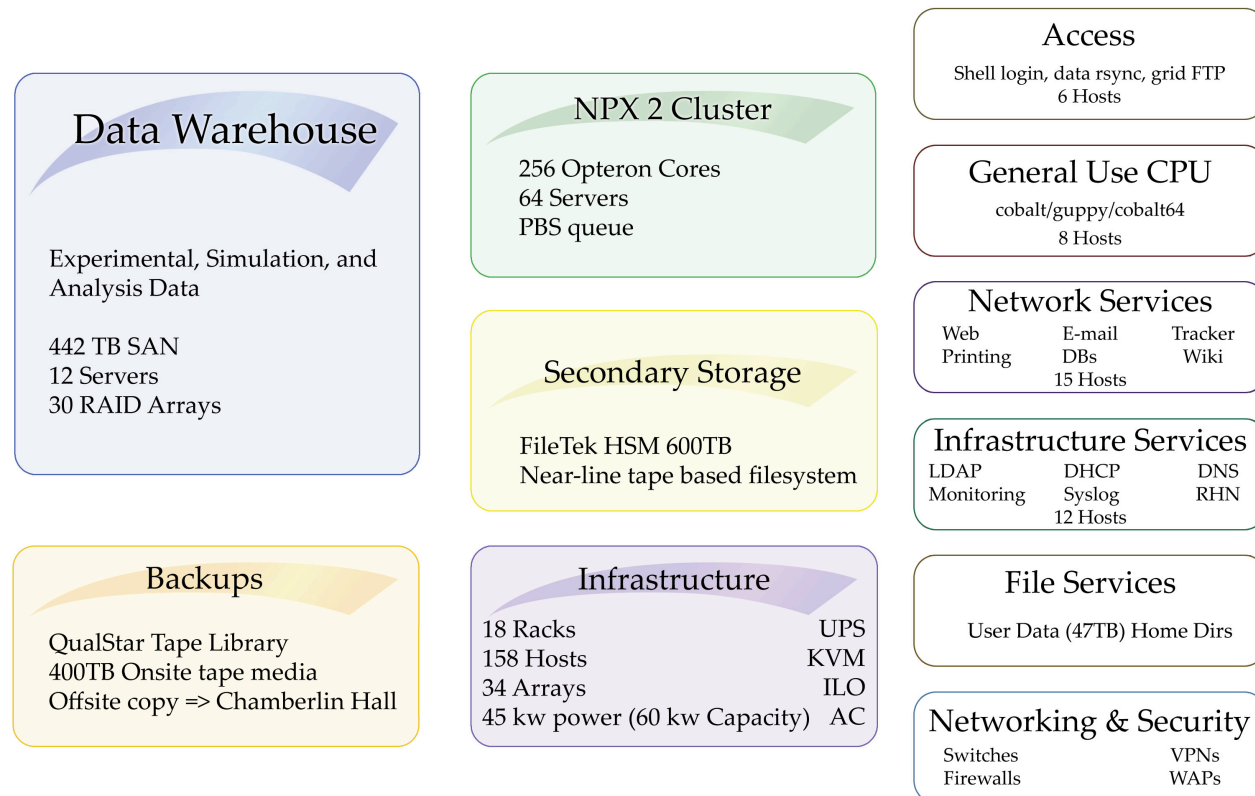 Data Warehouse
Experimental, Simulation, and
Analysis Data
442 TB SAN
12 Servers
30 RAID Arrays
Backups
QualStar Tape Library
400TB Onsite tape media
Offsite copy => Chamberlin Hall
NPX 2 Cluster
256 Opteron Cores
64 Servers
PBS queue
Secondary Storage
FileTek HSM 600TB
Near-line tape based filesystem
Infrastructure
18 Racks UPS
158 Hosts KVM
34 Arrays ILO
45 kw power (60 kw Capacity) AC
Access
Shell login, data rsync, grid FTP
6 Hosts
General Use CPU
cobalt/guppy/cobalt64
8 Hosts
Network Services
Web E-mail Tracker
Printing DBs Wiki
15 Hosts
Infrastructure Services
LDAP DHCP DNS
Monitoring Syslog RHN
12 Hosts
File Services
User Data (47TB) Home Dirs
Networking & Security
Switches VPNs
Firewalls WAPs